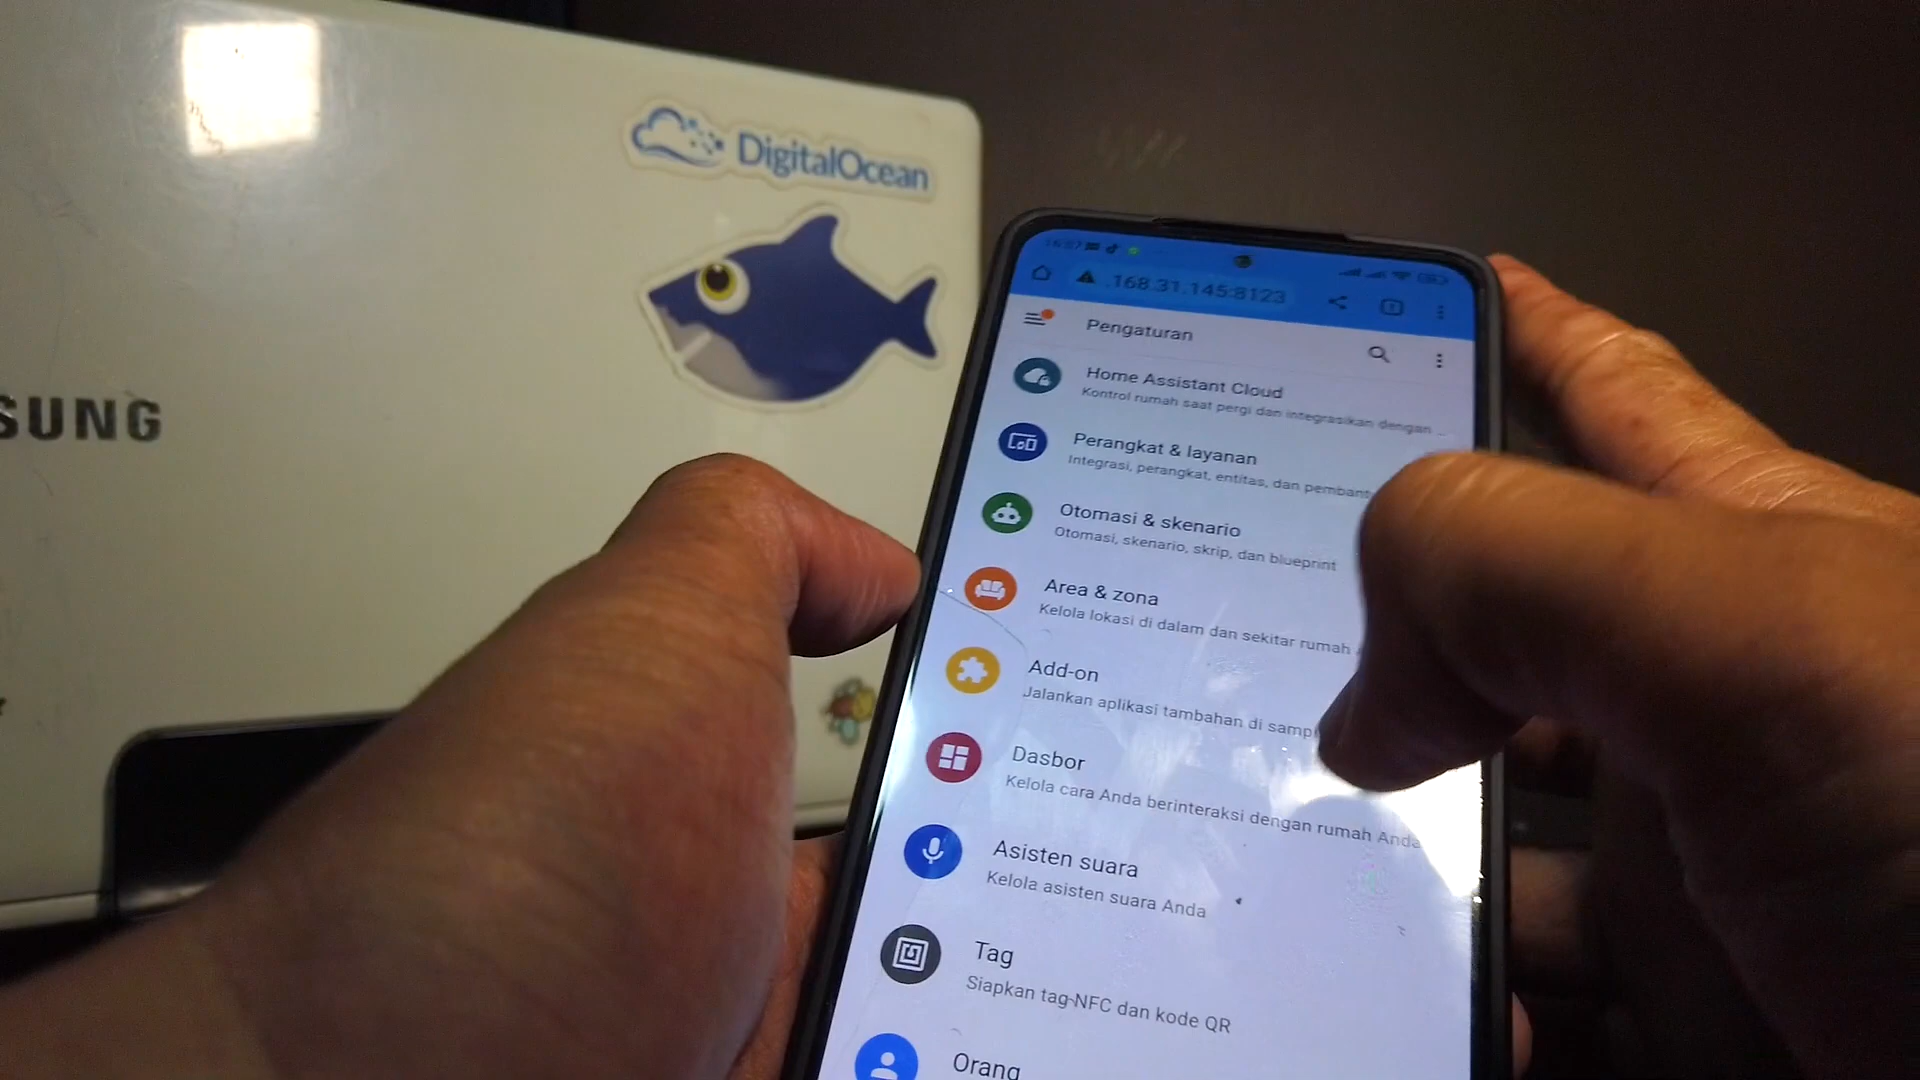 DigitalOcean
SUNG
16:07
.168.31.145:8123
Pengaturan
Home Assistant Cloud
Kontrol rumah saat pergi dan integrasikan dengan ...
Perangkat & layanan
Integrasi, perangkat, entitas, dan pembant
Otomasi & skenario
Otomasi, skenario, skrip, dan blueprint
Area & zona
Kelola lokasi di dalam dan sekitar rumah
Add-on
Jalankan aplikasi tambahan di samp
Dasbor
Kelola cara Anda berinteraksi dengan rumah Anda
Asisten suara
Kelola asisten suara Anda
Tag
Siapkan tag-NFC dan kode QR
Orang